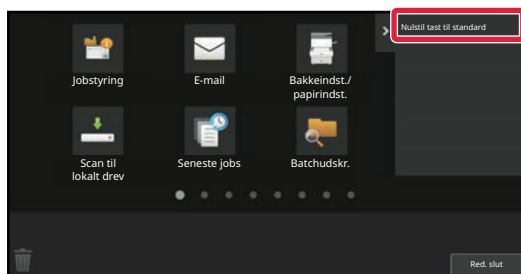 Nulstil tast til standard
Jobstyring
E-mail
Bakkeindst./
papirindst.
Scan til
lokalt drev
Seneste jobs
Batchudskr.
Red. slut